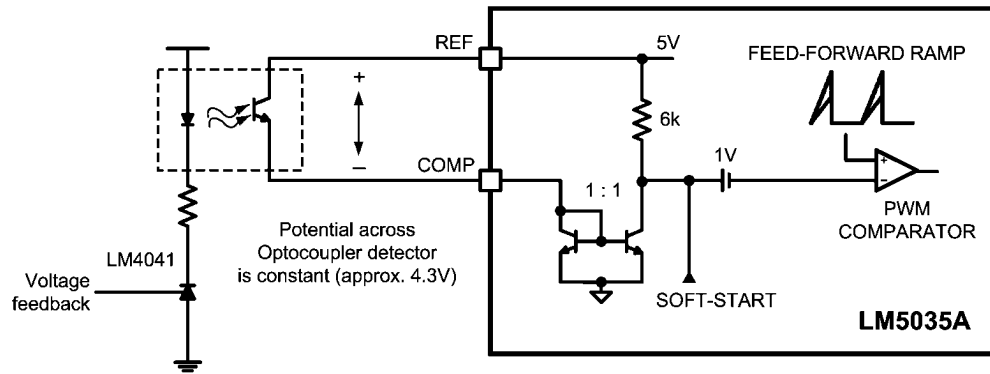 REF
5V
FEED-FORWARD RAMP
+
6k
COMP
–
1V
1 : 1
+
–
PWM
COMPARATOR
Potential across
Optocoupler detector
is constant (approx. 4.3V)
LM4041
Voltage
feedback
SOFT-START
LM5035A